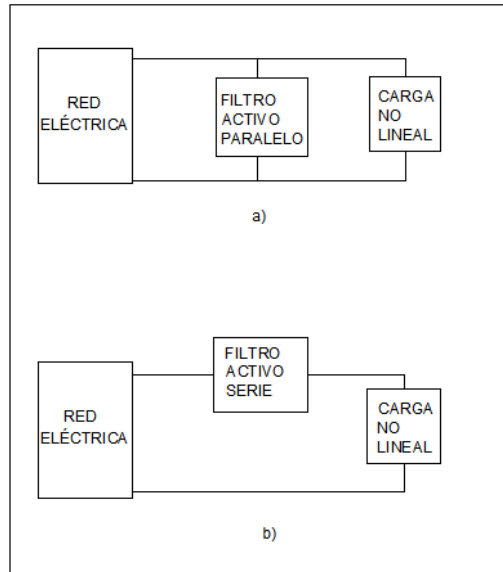 RED
ELÉCTRICA
FILTRO
ACTIVO
PARALELO
CARGA
NO
LINEAL
a)
RED
ELÉCTRICA
FILTRO
ACTIVO
SERIE
CARGA
NO
LINEAL
b)